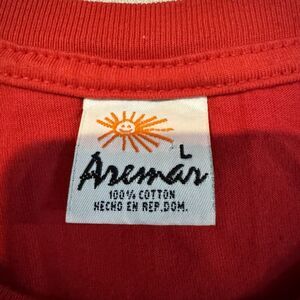 L
Aremar
100% COTTON
HECHO EN REP.DOM.